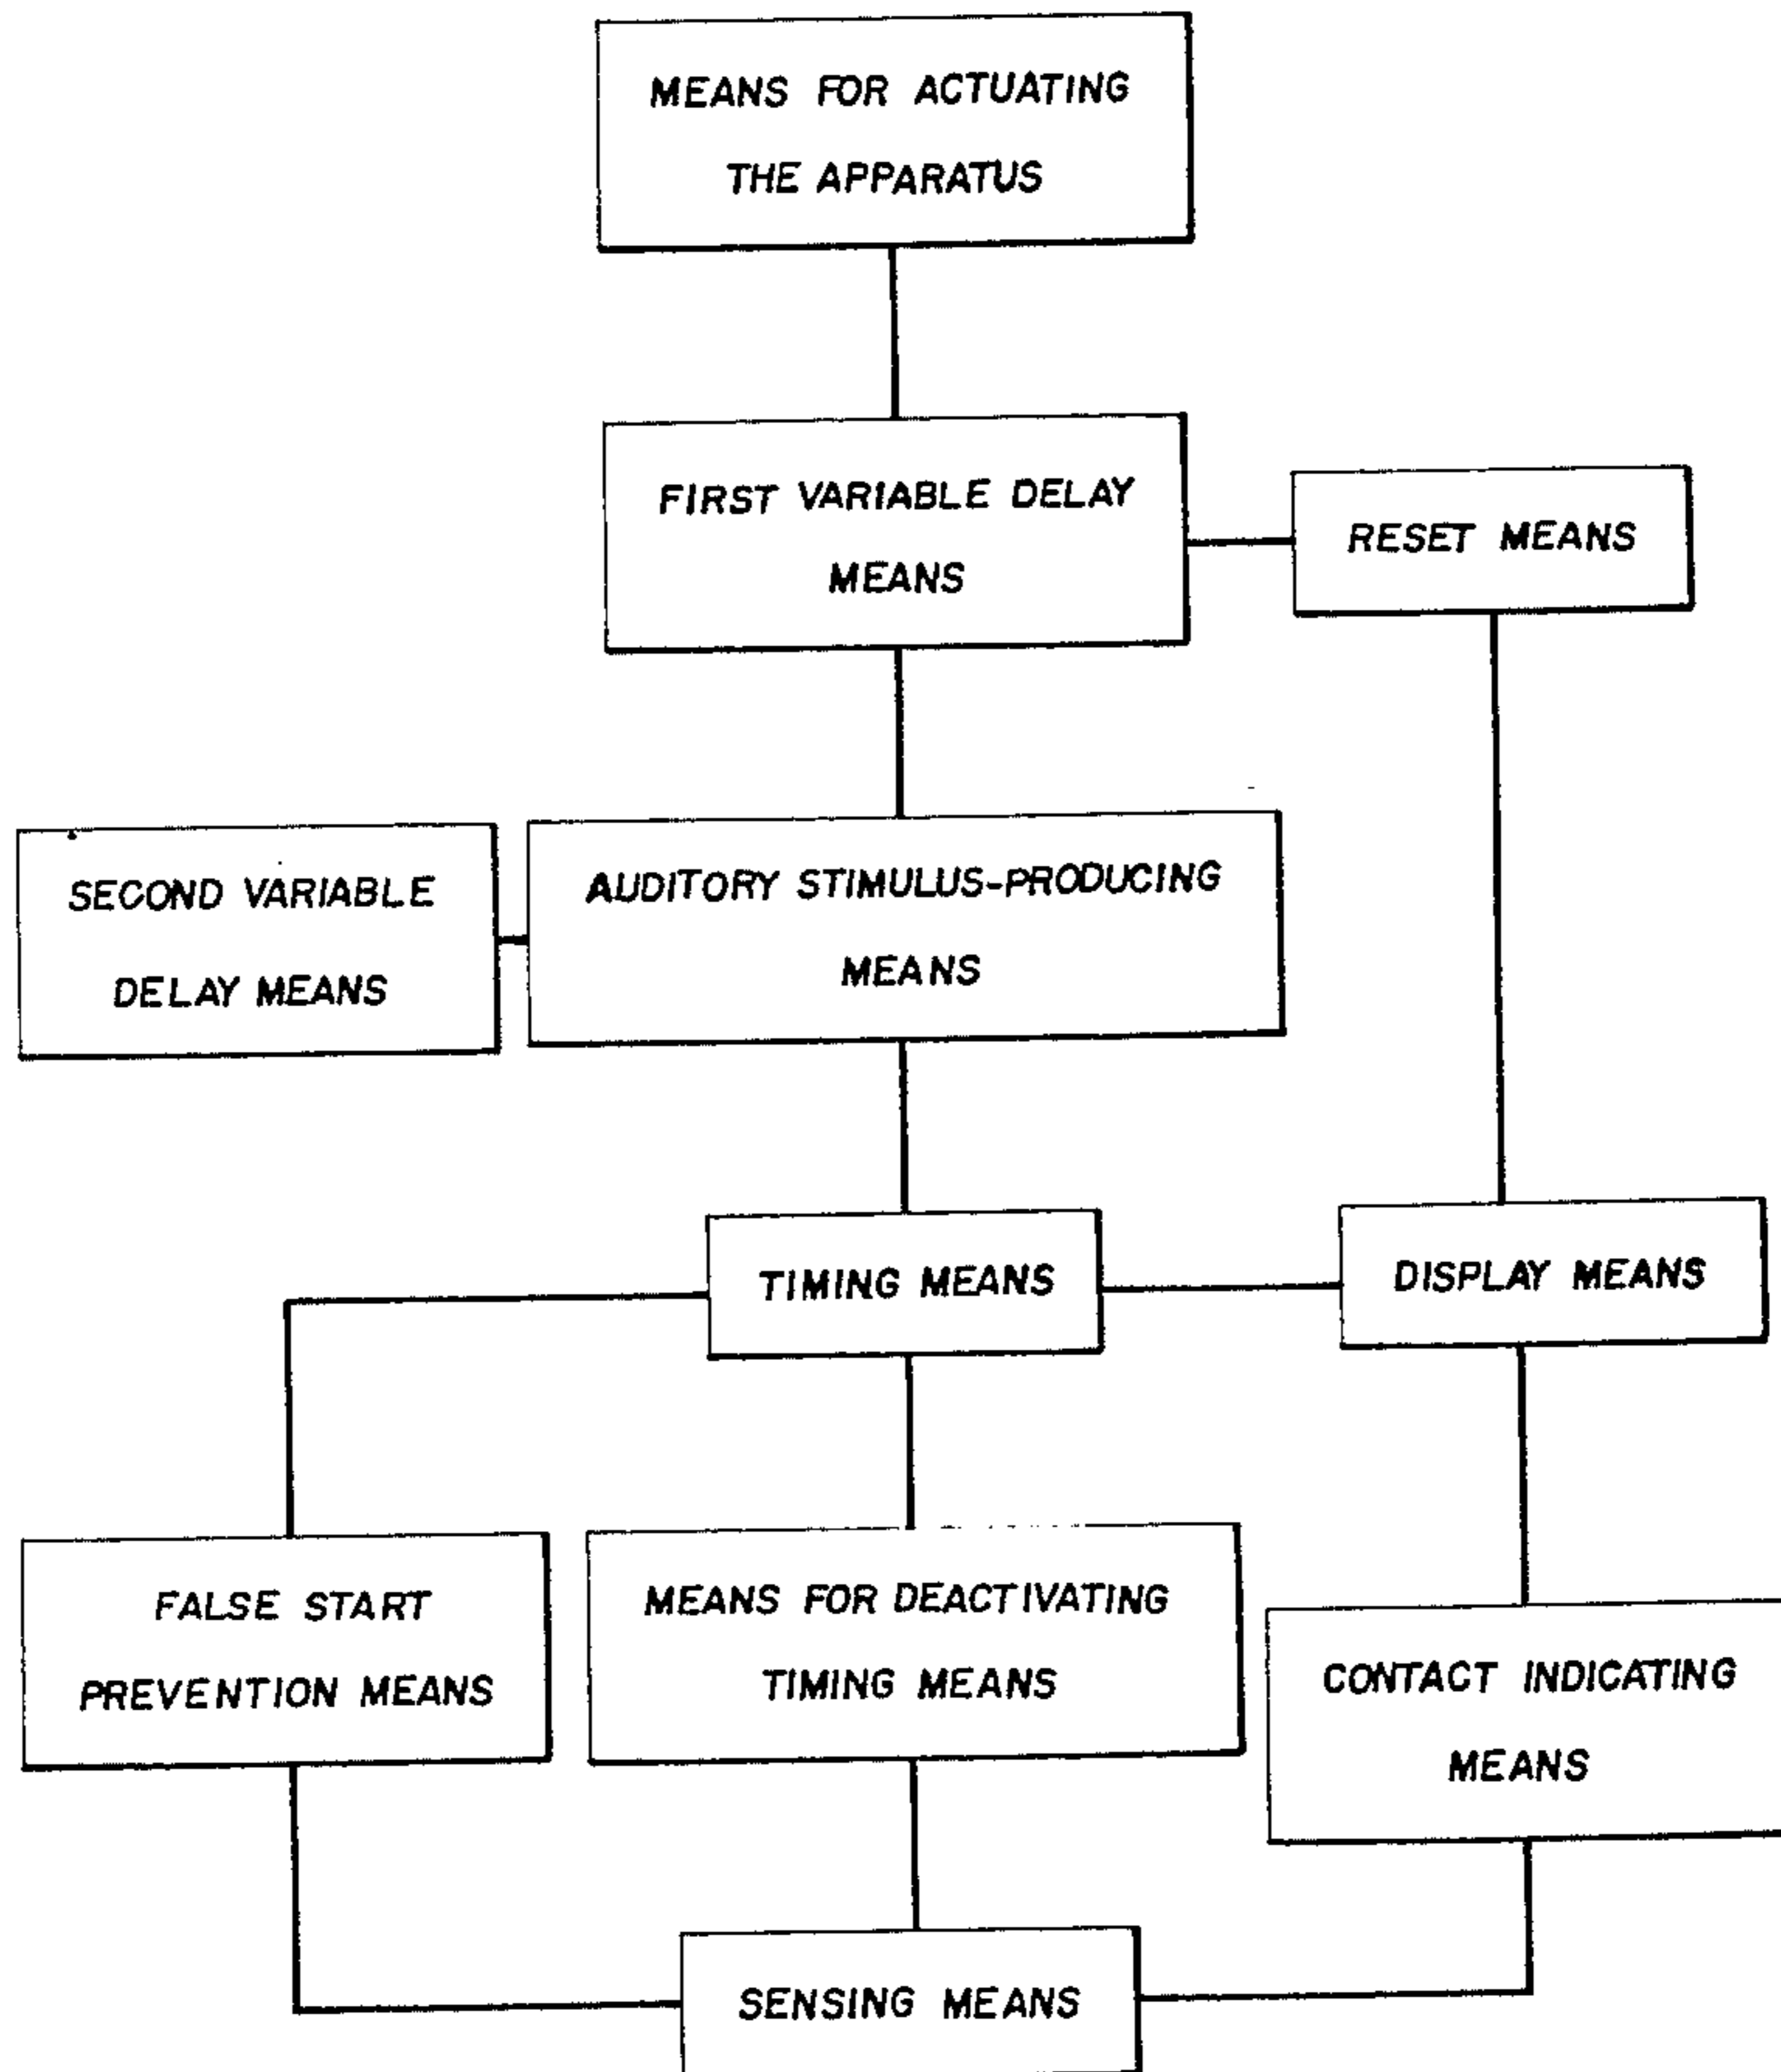 MEANS FOR ACTUATING
THE APPARATUS
FIRST VARIABLE DELAY
MEANS
RESET MEANS
SECOND VARIABLE
DELAY MEANS
AUDITORY STIMULUS-PRODUCING
MEANS
TIMING MEANS
DISPLAY MEANS
FALSE START
PREVENTION MEANS
MEANS FOR DEACTIVATING
TIMING MEANS
CONTACT INDICATING
MEANS
SENSING MEANS